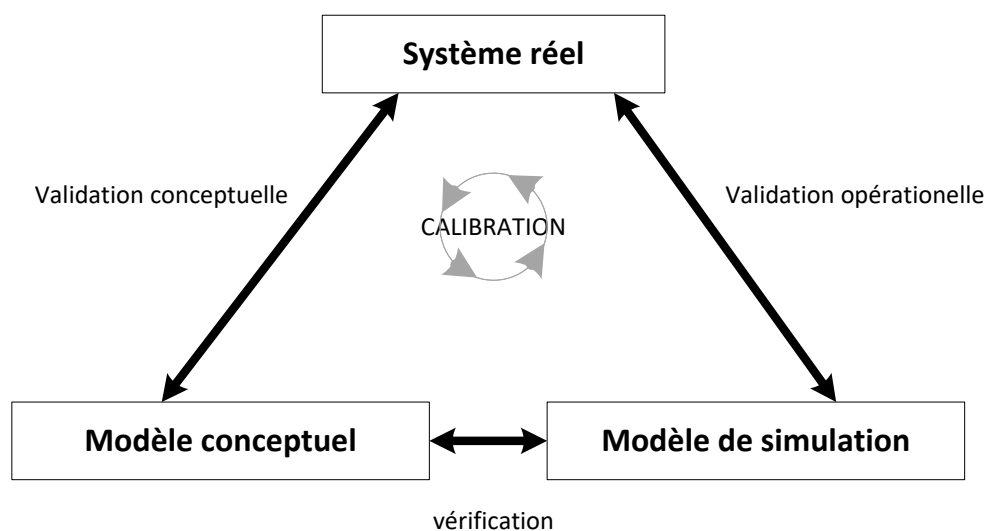 Système réel
Validation conceptuelle
Validation opérationelle
CALIBRATION
Modèle conceptuel
Modèle de simulation
vérification